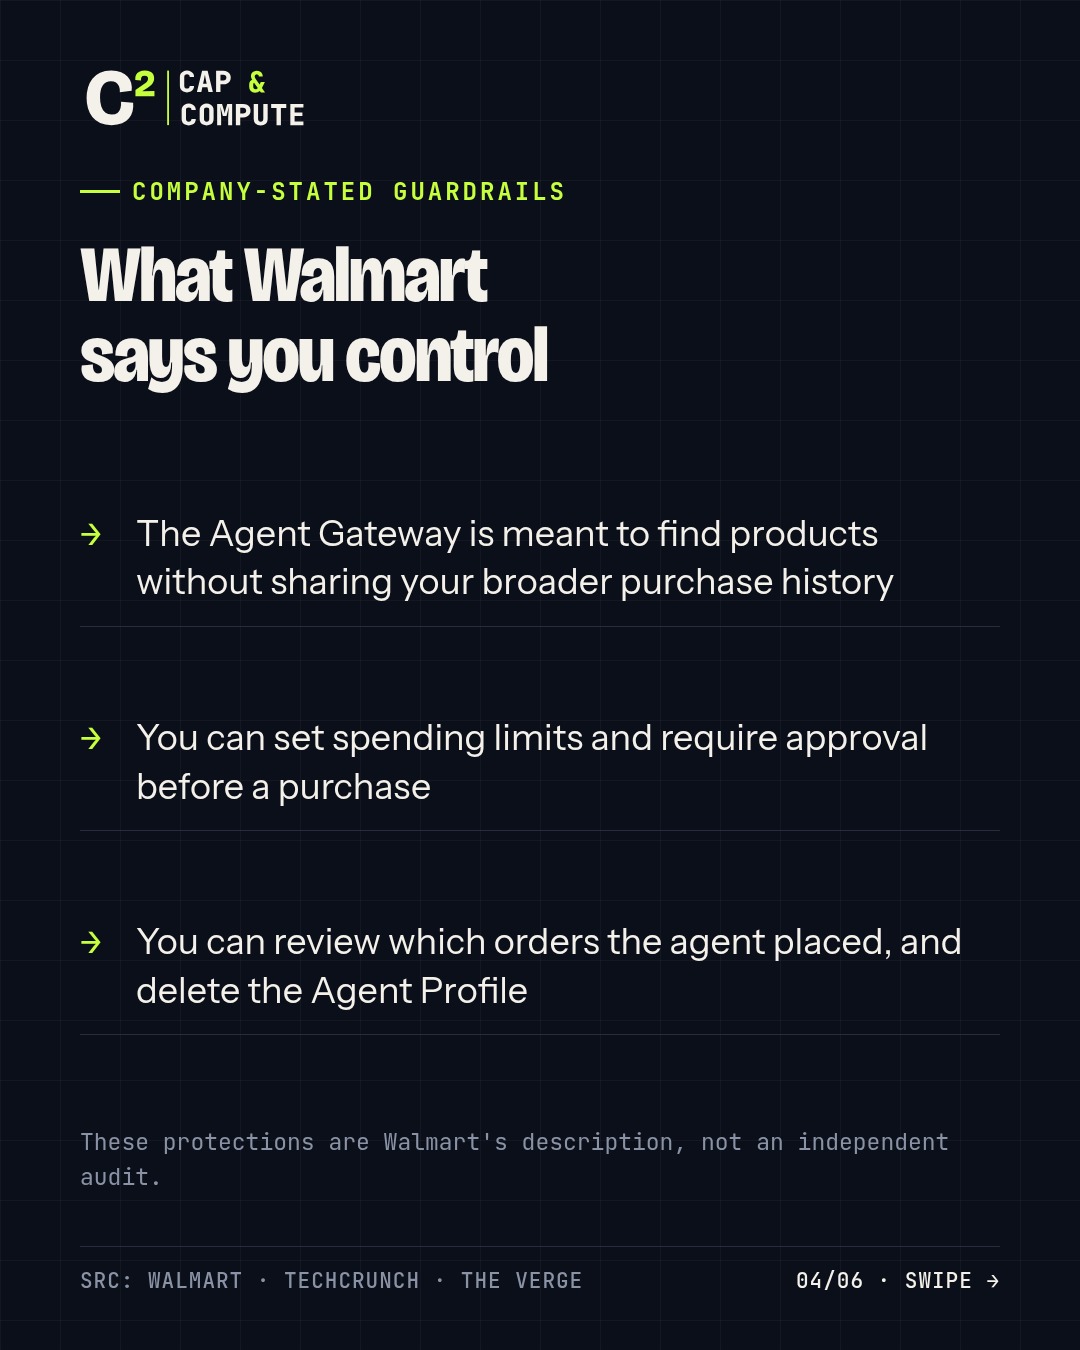 C² CAP &
COMPUTE
COMPANY-STATED GUARDRAILS
What Walmart
says you control
→ The Agent Gateway is meant to find products
without sharing your broader purchase history
→ You can set spending limits and require approval
before a purchase
→ You can review which orders the agent placed, and
delete the Agent Profile
These protections are Walmart's description, not an independent
audit.
SRC: WALMART · TECHCRUNCH · THE VERGE
04/06 · SWIPE →